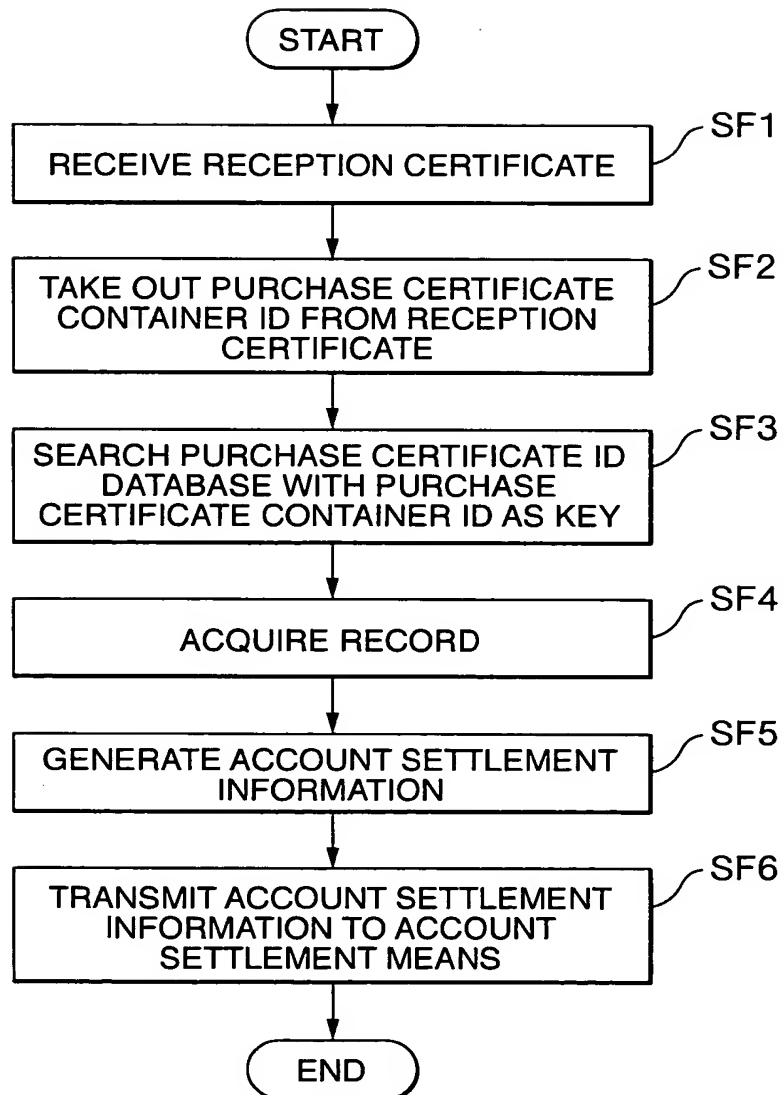 START
SF1
RECEIVE RECEPTION CERTIFICATE
SF2
TAKE OUT PURCHASE CERTIFICATE
CONTAINER ID FROM RECEPTION
CERTIFICATE
SF3
SEARCH PURCHASE CERTIFICATE ID
DATABASE WITH PURCHASE
CERTIFICATE CONTAINER ID AS KEY
SF4
ACQUIRE RECORD
SF5
GENERATE ACCOUNT SETTLEMENT
INFORMATION
SF6
TRANSMIT ACCOUNT SETTLEMENT
INFORMATION TO ACCOUNT
SETTLEMENT MEANS
END